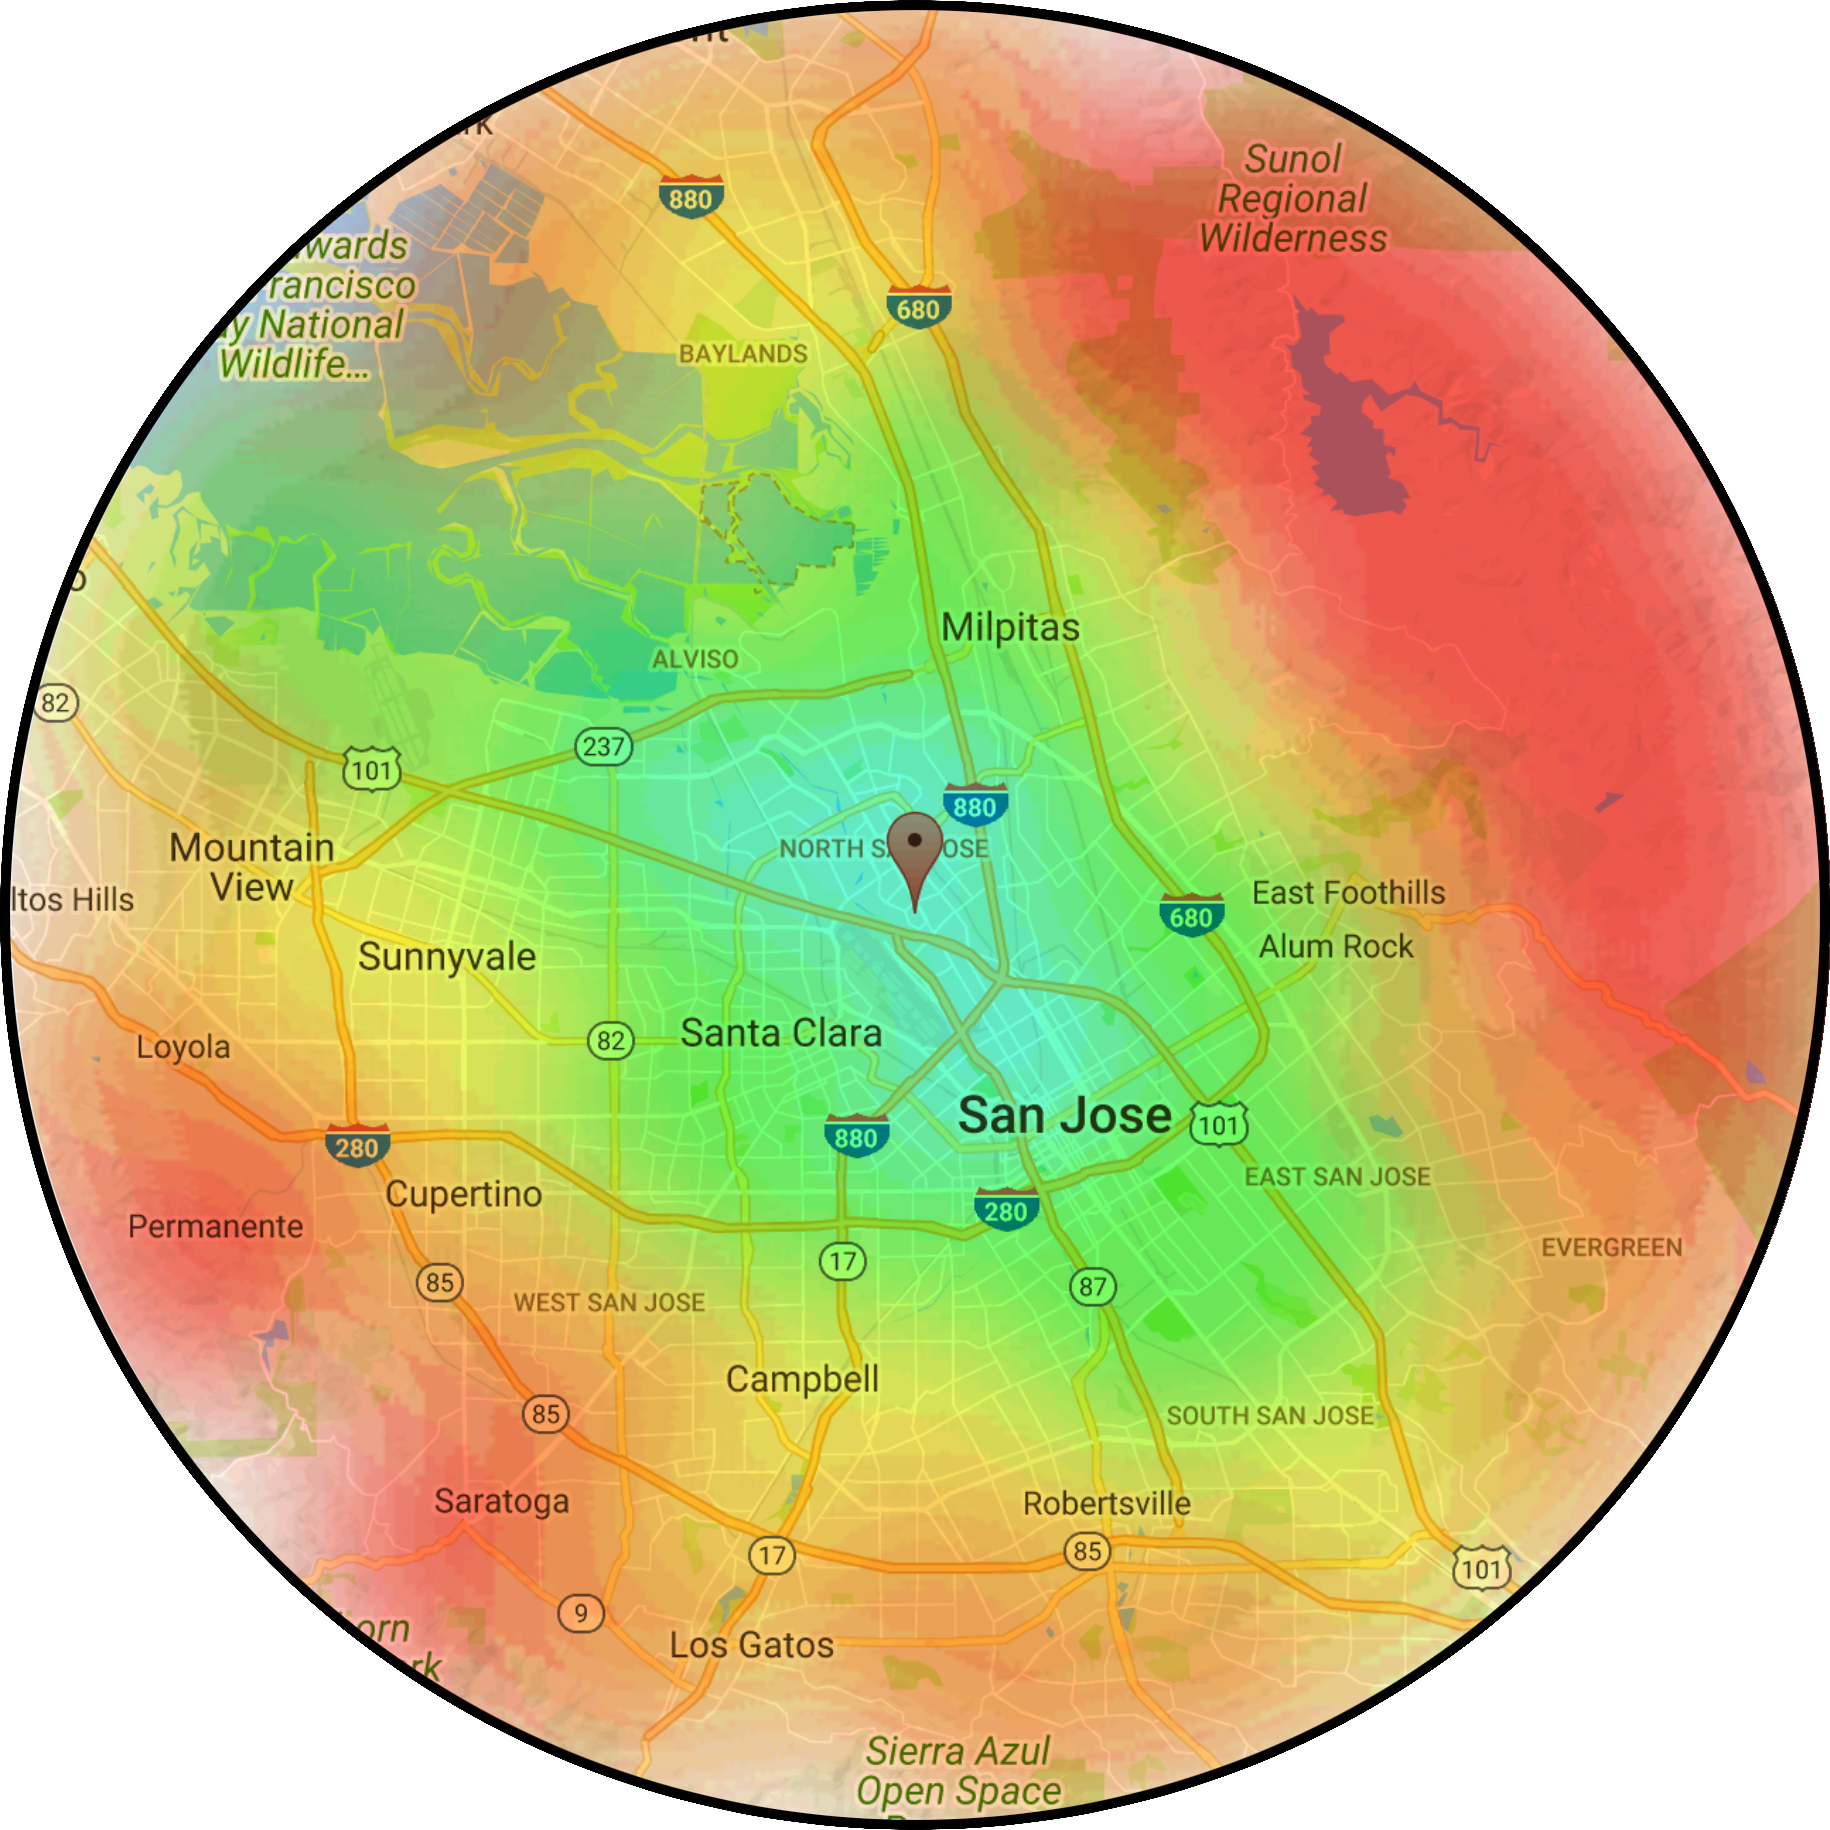 Sunol
Regional
Wilderness
880
wards
rancisco
y National
Wildlife...
680
BAYLANDS
Milpitas
ALVISO
82
237
101
880
Mountain
View
NORTH S
OSE
ltos Hills
East Foothills
680
Alum Rock
Sunnyvale
Santa Clara
82
Loyola
San Jose
101
880
280
Cupertino
EAST SAN JOSE
280
Permanente
EVERGREEN
17
85
87
WEST SAN JOSE
Campbell
85
SOUTH SAN JOSE
Saratoga
Robertsville
17
85
101
9
orn
rk
Los Gatos
Sierra Azul
Open Space